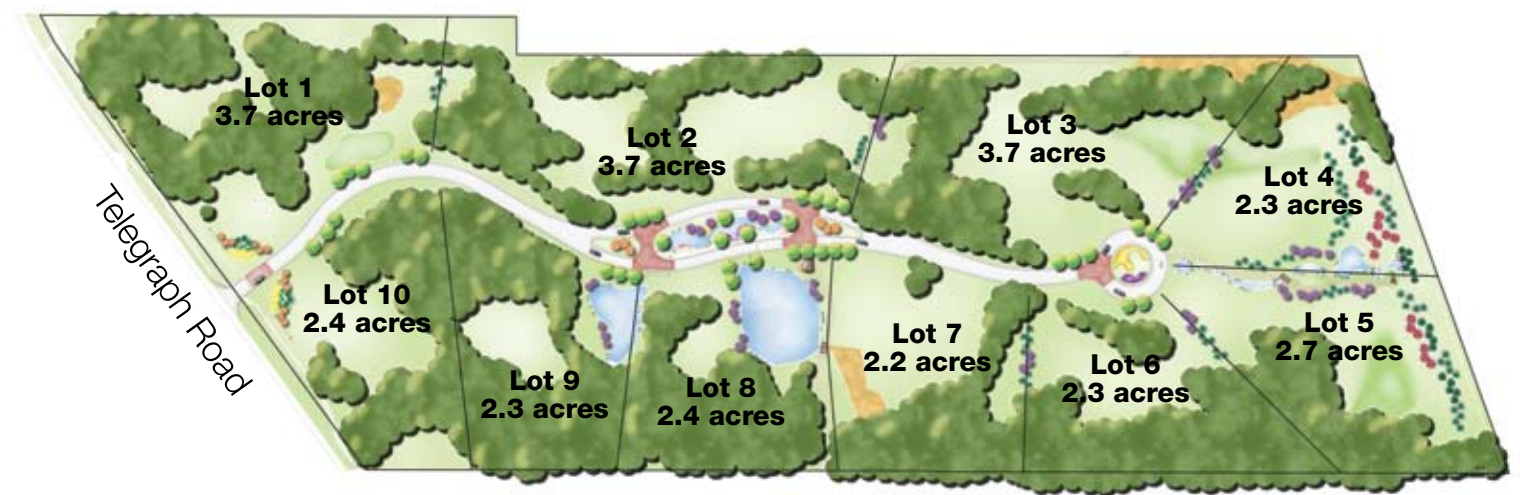 Lot 1
3.7 acres
Lot 2
3.7 acres
Lot 3
3.7 acres
Lot 4
2.3 acres
Telegraph Road
Lot 10
2.4 acres
Lot 9
2.3 acres
Lot 8
2.4 acres
Lot 7
2.2 acres
Lot 6
2.3 acres
Lot 5
2.7 acres